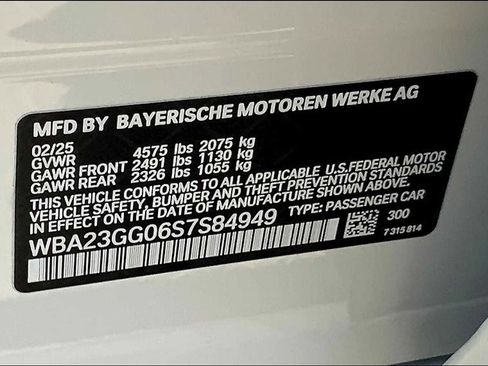 MFD BY BAYERISCHE MOTOREN WERKE AG
02/25
GVWR 4575 lbs 2075 kg
GAWR FRONT 2491 lbs 1130 kg
GAWR REAR 2326 lbs 1055 kg
THIS VEHICLE CONFORMS TO ALL APPLICABLE U.S.FEDERAL MOTOR
VEHICLE SAFETY, BUMPER AND THEFT PREVENTION STANDARDS
IN EFFECT ON THE DATE OF MANUFACTURE SHOWN ABOVE.
WBA23GG06S7S84949 TYPE: PASSENGER CAR
300
7 315 814